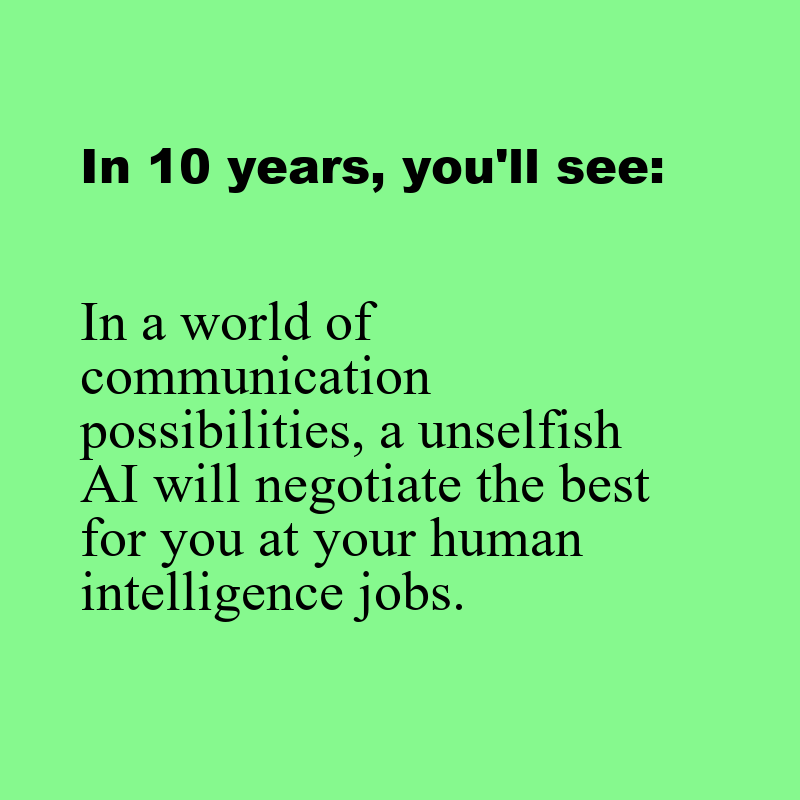 In 10 years, you'll see:
In a world of
communication
possibilities, a unselfish
AI will negotiate the best
for you at your human
intelligence jobs.